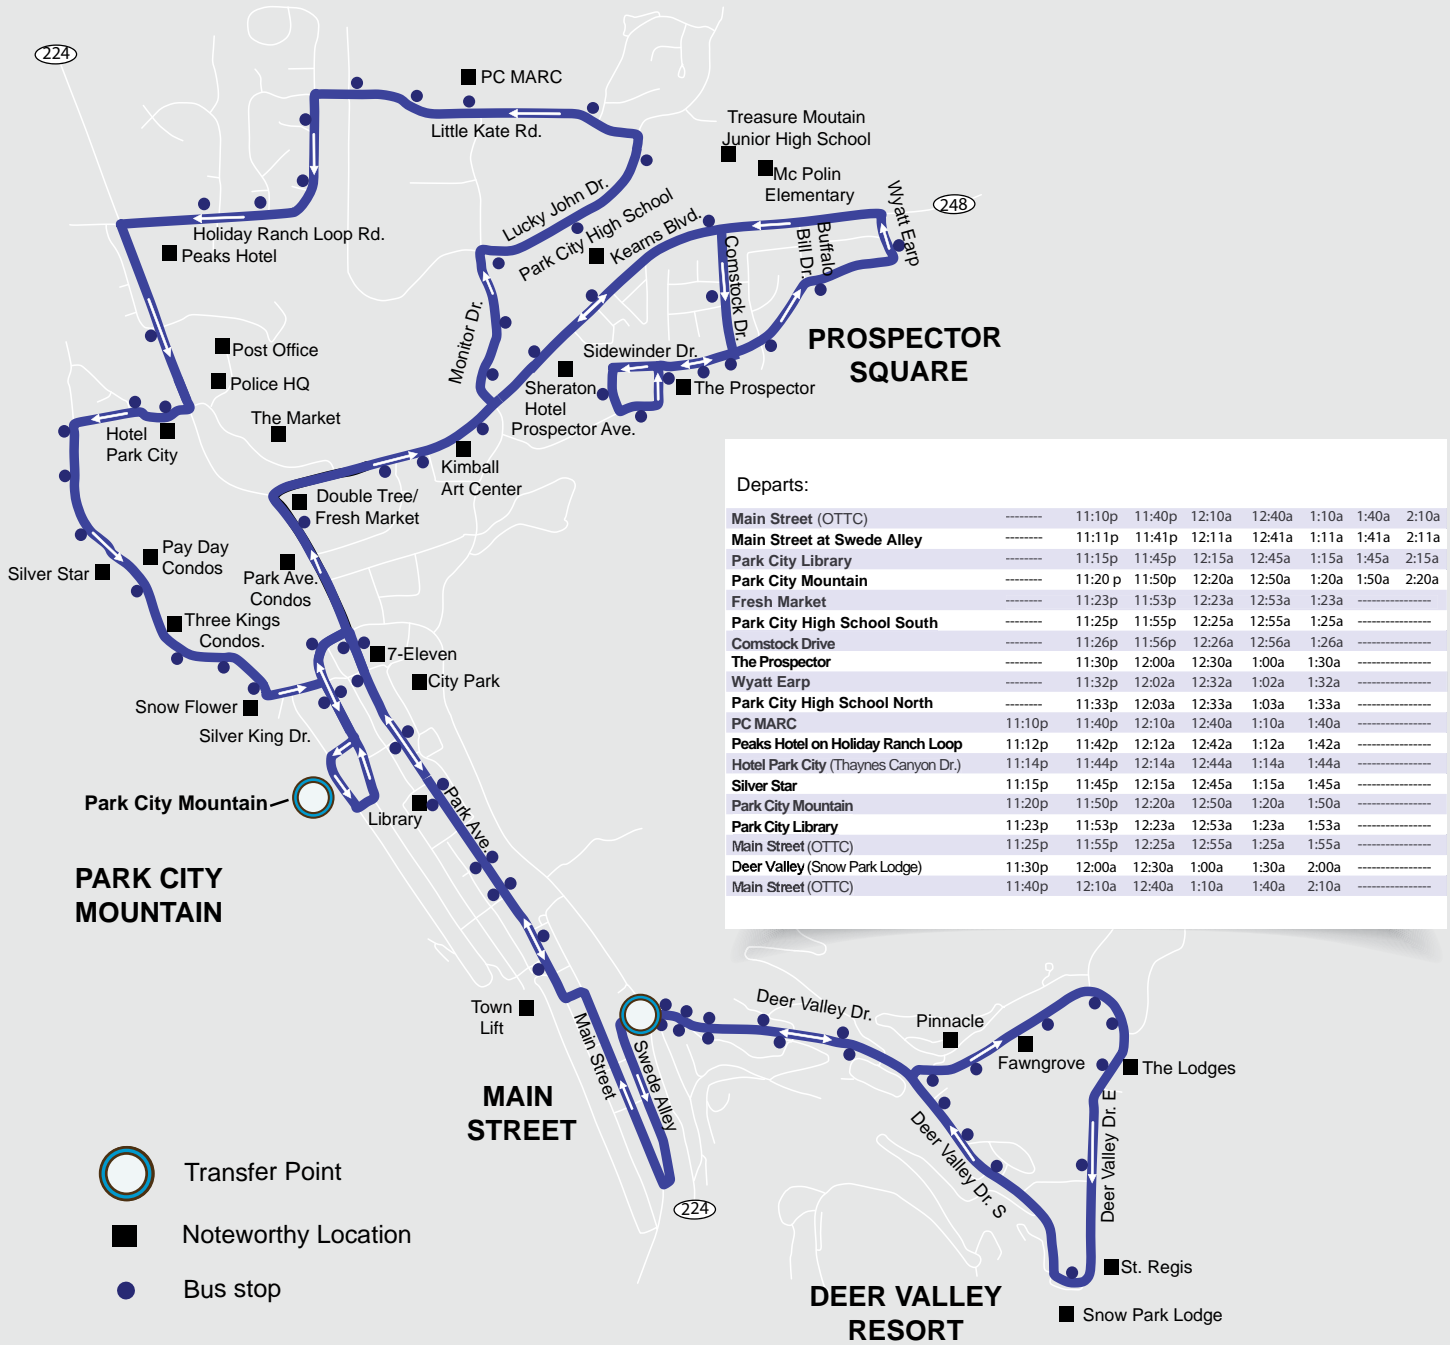 224
PC MARC
Little Kate Rd.
Treasure Moutain
Junior High School
Mc Polin
Elementary
Wyatt Earp
248
Lucky John Dr.
Park City High School
Kearns Blvd.
Holiday Ranch Loop Rd.
Peaks Hotel
Comstock Dr.
Buffalo
Bill Dr.
Monitor Dr.
PROSPECTOR
SQUARE
Post Office
Police HQ
Sidewinder Dr.
Sheraton
Hotel
Prospector Ave.
The Prospector
The Market
Hotel
Park City
Kimball
Art Center
Double Tree/
Fresh Market
Pay Day
Condos
Silver Star
Park Ave.
Condos
Three Kings
Condos.
7-Eleven
City Park
Snow Flower
Silver King Dr.
Park City Mountain
Library
Park Ave.
PARK CITY
MOUNTAIN
Departs:
Main Street (OTTC) -------- 11:10p 11:40p 12:10a 12:40a 1:10a 1:40a 2:10a
Main Street at Swede Alley -------- 11:11p 11:41p 12:11a 12:41a 1:11a 1:41a 2:11a
Park City Library -------- 11:15p 11:45p 12:15a 12:45a 1:15a 1:45a 2:15a
Park City Mountain -------- 11:20 p 11:50p 12:20a 12:50a 1:20a 1:50a 2:20a
Fresh Market -------- 11:23p 11:53p 12:23a 12:53a 1:23a ----------------
Park City High School South -------- 11:25p 11:55p 12:25a 12:55a 1:25a ----------------
Comstock Drive -------- 11:26p 11:56p 12:26a 12:56a 1:26a ----------------
The Prospector -------- 11:30p 12:00a 12:30a 1:00a 1:30a ----------------
Wyatt Earp -------- 11:32p 12:02a 12:32a 1:02a 1:32a ----------------
Park City High School North -------- 11:33p 12:03a 12:33a 1:03a 1:33a ----------------
PC MARC 11:10p 11:40p 12:10a 12:40a 1:10a 1:40a ----------------
Peaks Hotel on Holiday Ranch Loop 11:12p 11:42p 12:12a 12:42a 1:12a 1:42a ----------------
Hotel Park City (Thaynes Canyon Dr.) 11:14p 11:44p 12:14a 12:44a 1:14a 1:44a ----------------
Silver Star 11:15p 11:45p 12:15a 12:45a 1:15a 1:45a ----------------
Park City Mountain 11:20p 11:50p 12:20a 12:50a 1:20a 1:50a ----------------
Park City Library 11:23p 11:53p 12:23a 12:53a 1:23a 1:53a ----------------
Main Street (OTTC) 11:25p 11:55p 12:25a 12:55a 1:25a 1:55a ----------------
Deer Valley (Snow Park Lodge) 11:30p 12:00a 12:30a 1:00a 1:30a 2:00a ----------------
Main Street (OTTC) 11:40p 12:10a 12:40a 1:10a 1:40a 2:10a ----------------
Town
Lift
Main Street
Swede Alley
MAIN
STREET
224
Deer Valley Dr.
Pinnacle
Fawngrove
The Lodges
Deer Valley Dr. E
Deer Valley Dr. S
St. Regis
Snow Park Lodge
DEER VALLEY
RESORT
Transfer Point
Noteworthy Location
Bus stop